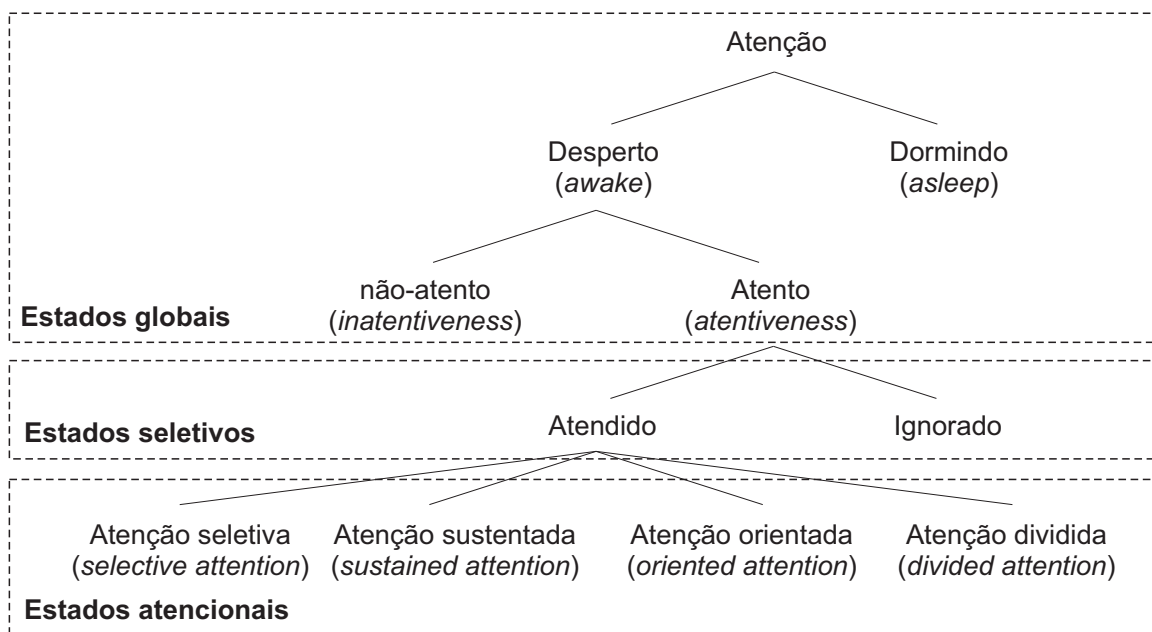 Atenção
Desperto
(awake)
Dormindo
(asleep)
não-atento
(inatentiveness)
Atento
(atentiveness)
Estados globais
Estados seletivos
Atendido
Ignorado
Atenção seletiva
(selective attention)
Atenção sustentada
(sustained attention)
Atenção orientada
(oriented attention)
Atenção dividida
(divided attention)
Estados atencionais